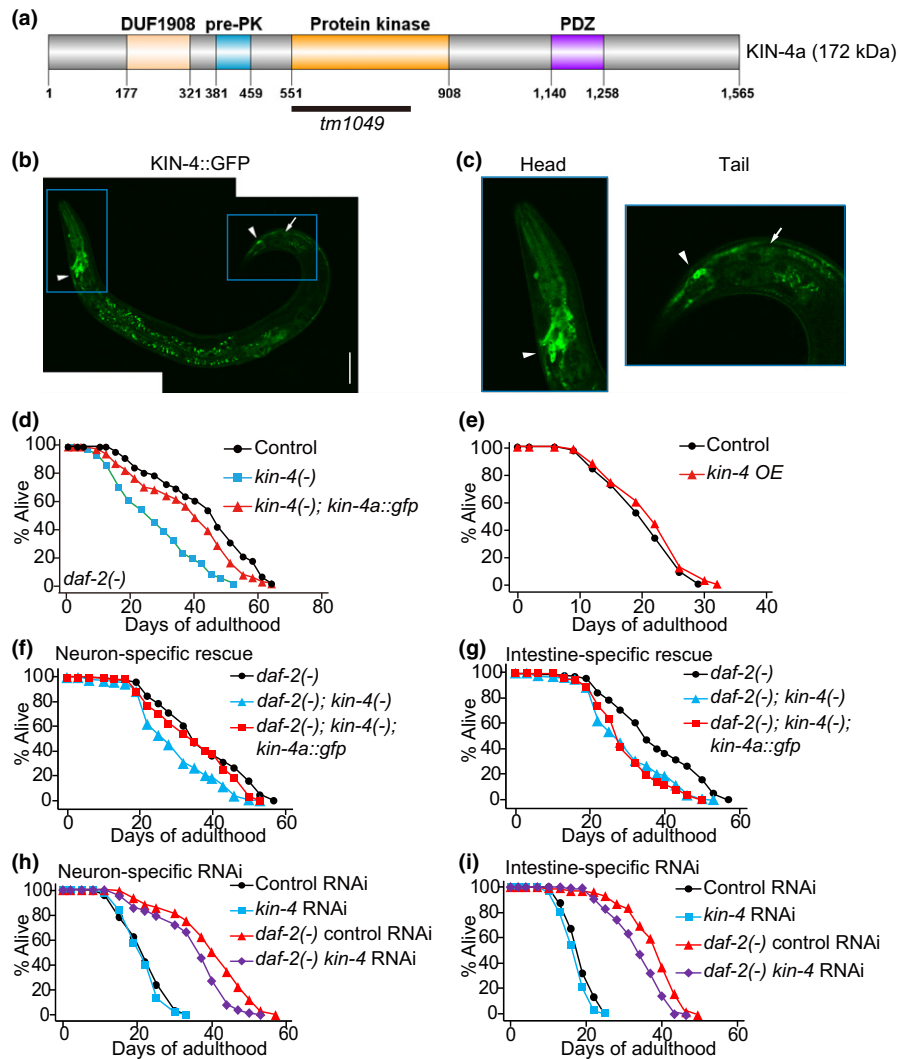 (a)
DUF1908 pre-PK Protein kinase PDZ
KIN-4a (172 kDa)
1 177 321 381 459 551 908 1,140 1,258 1,565
tm1049
(b) KIN-4::GFP
(c) Head Tail
(d)
% Alive
100
80
60
40
20
0
Control
kin-4(-)
kin-4(-); kin-4a::gfp
daf-2(-)
0 20 40 60 80
Days of adulthood
(e)
% Alive
100
80
60
40
20
0
Control
kin-4 OE
0 10 20 30 40
Days of adulthood
(f) Neuron-specific rescue
% Alive
100
80
60
40
20
0
daf-2(-)
daf-2(-); kin-4(-)
daf-2(-); kin-4(-);
kin-4a::gfp
0 20 40 60
Days of adulthood
(g) Intestine-specific rescue
% Alive
100
80
60
40
20
0
daf-2(-)
daf-2(-); kin-4(-)
daf-2(-); kin-4(-);
kin-4a::gfp
0 20 40 60
Days of adulthood
(h) Neuron-specific RNAi
% Alive
100
80
60
40
20
0
Control RNAi
kin-4 RNAi
daf-2(-) control RNAi
daf-2(-) kin-4 RNAi
0 20 40 60
Days of adulthood
(i) Intestine-specific RNAi
% Alive
100
80
60
40
20
0
Control RNAi
kin-4 RNAi
daf-2(-) control RNAi
daf-2(-) kin-4 RNAi
0 20 40 60
Days of adulthood